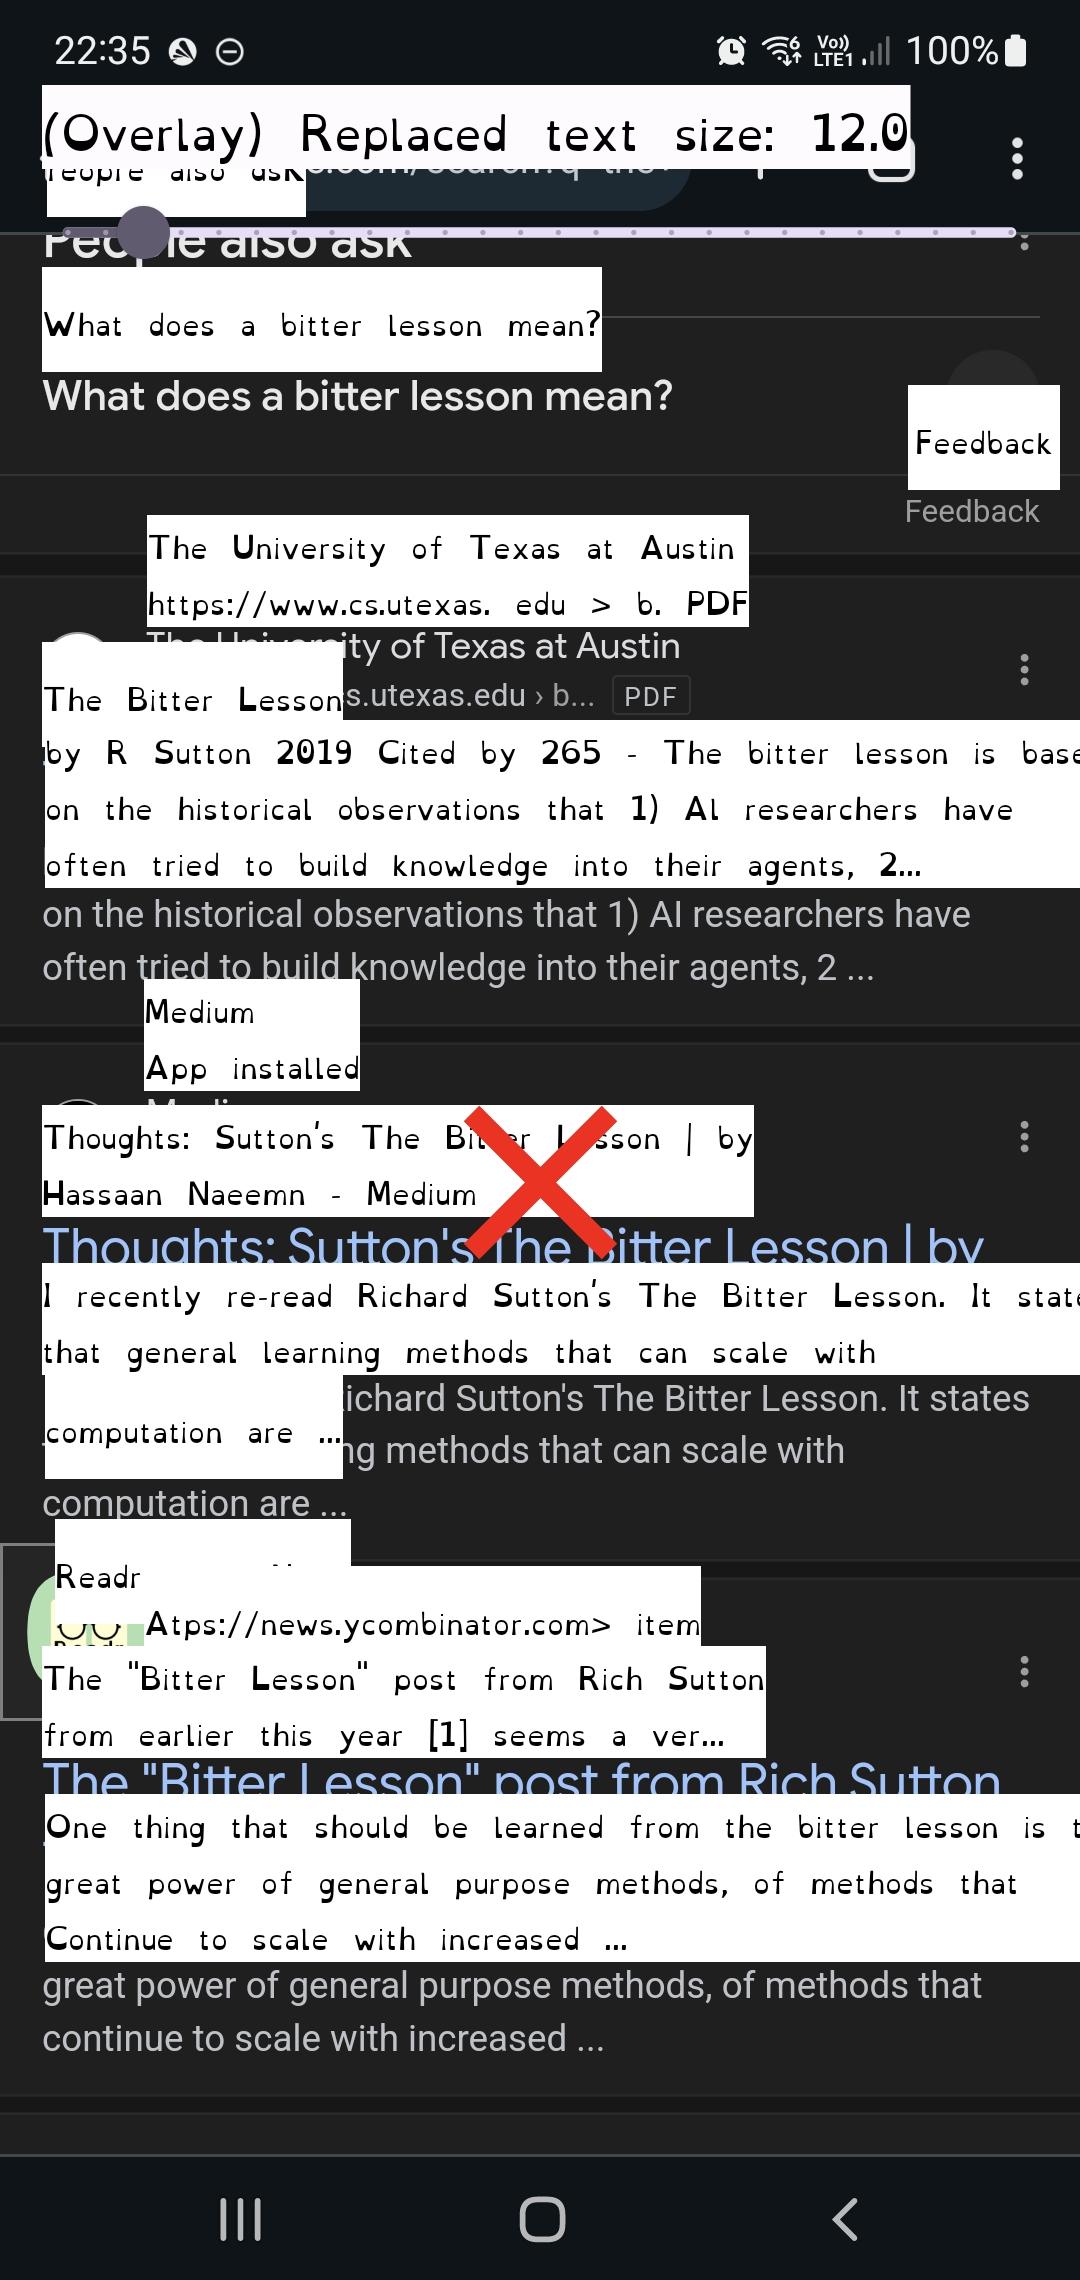 22:35
Vo)) LTE1 100%
(Overlay) Replaced text size: 12.0
People also ask
People also ask
What does a bitter lesson mean?
What does a bitter lesson mean?
Feedback
Feedback
The University of Texas at Austin
https://www.cs.utexas. edu > b. PDF
The University of Texas at Austin
s.utexas.edu › b... PDF
The Bitter Lesson
by R Sutton 2019 Cited by 265 - The bitter lesson is base
on the historical observations that 1) Al researchers have
often tried to build knowledge into their agents, 2...
on the historical observations that 1) AI researchers have
often tried to build knowledge into their agents, 2 ...
Medium
App installed
Thoughts: Sutton's The Bitter Lesson | by
Hassaan Naeemn - Medium
Thoughts: Sutton's The Bitter Lesson | by
I recently re-read Richard Sutton's The Bitter Lesson. It state
that general learning methods that can scale with
ichard Sutton's The Bitter Lesson. It states
computation are ...
ng methods that can scale with
computation are ...
Readr
Atps://news.ycombinator.com> item
The "Bitter Lesson" post from Rich Sutton
from earlier this year [1] seems a ver...
The "Bitter Lesson" post from Rich Sutton
One thing that should be learned from the bitter lesson is t
great power of general purpose methods, of methods that
Continue to scale with increased ...
great power of general purpose methods, of methods that
continue to scale with increased ...